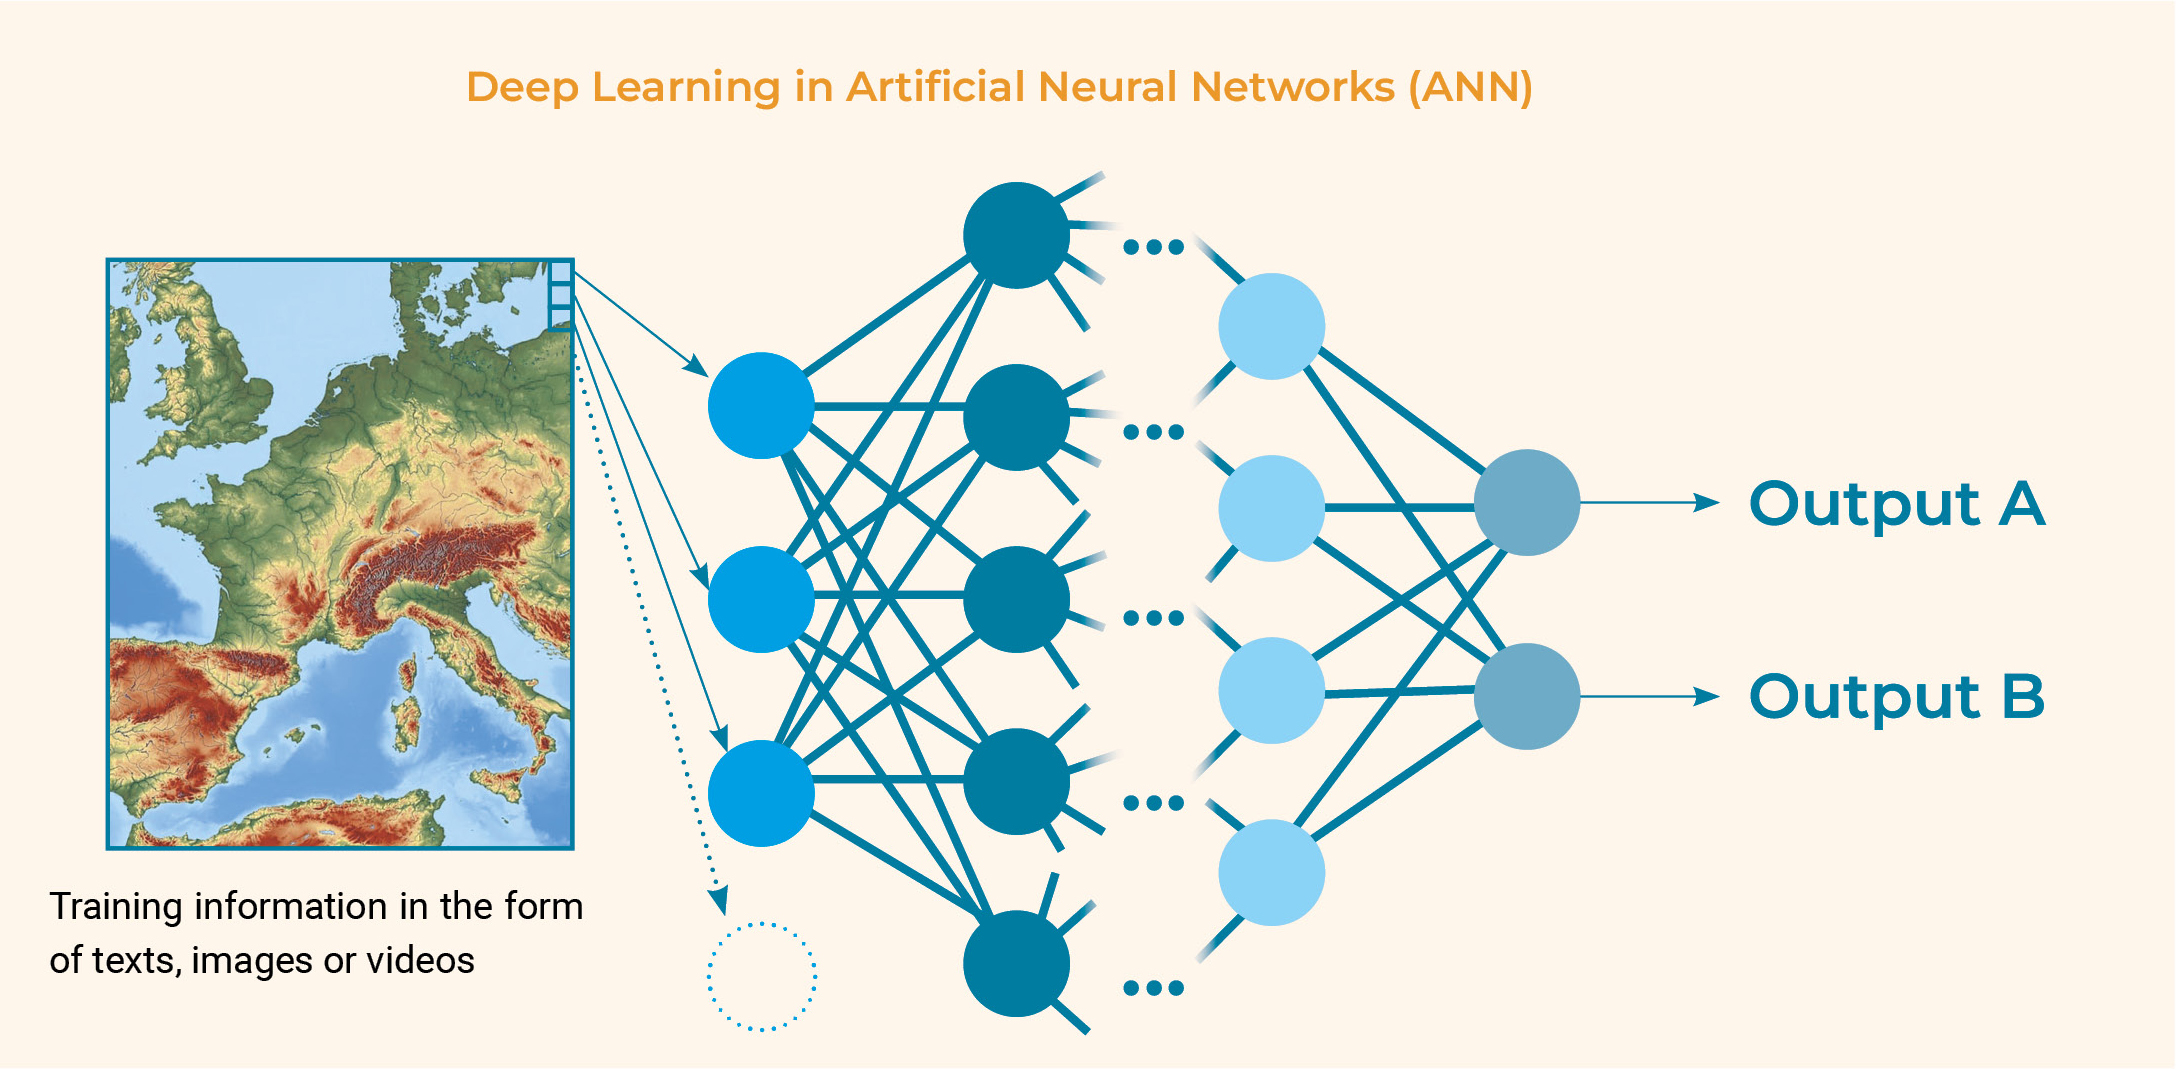 Deep Learning in Artificial Neural Networks (ANN)
Output A
Output B
Training information in the form
of texts, images or videos